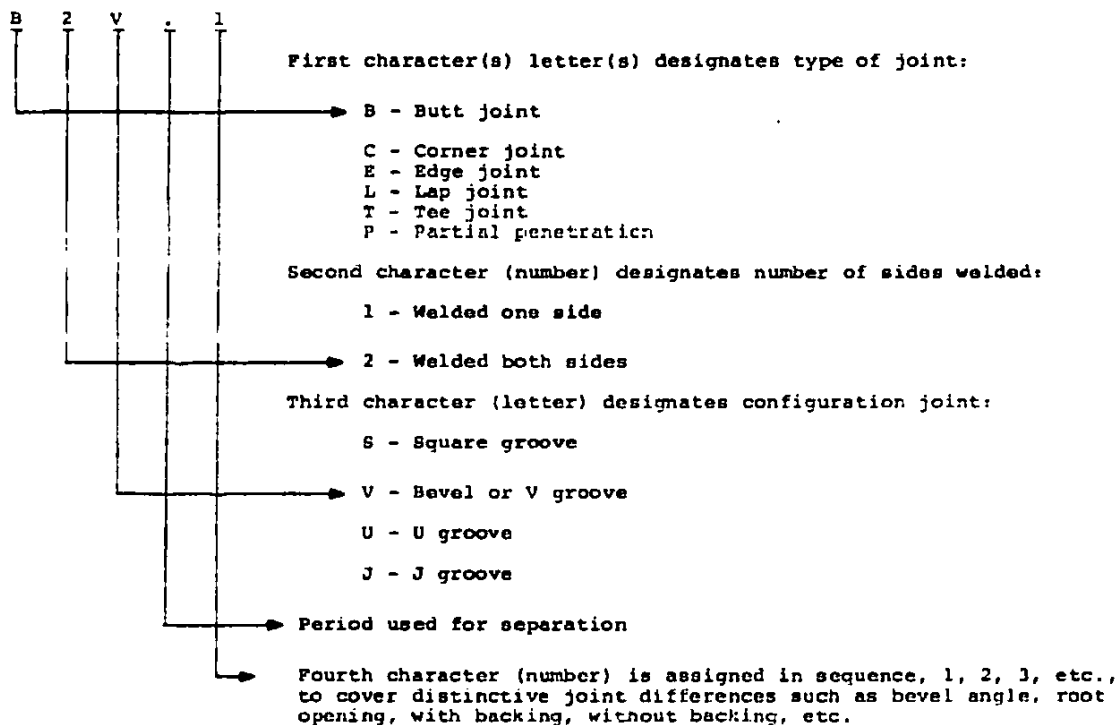 B 2 V . 1
First character(s) letter(s) designates type of joint:
B - Butt joint
C - Corner joint
E - Edge joint
L - Lap joint
T - Tee joint
P - Partial penetration
Second character (number) designates number of sides welded:
1 - Welded one side
2 - Welded both sides
Third character (letter) designates configuration joint:
S - Square groove
V - Bevel or V groove
U - U groove
J - J groove
Period used for separation
Fourth character (number) is assigned in sequence, 1, 2, 3, etc.,
to cover distinctive joint differences such as bevel angle, root
opening, with backing, without backing, etc.